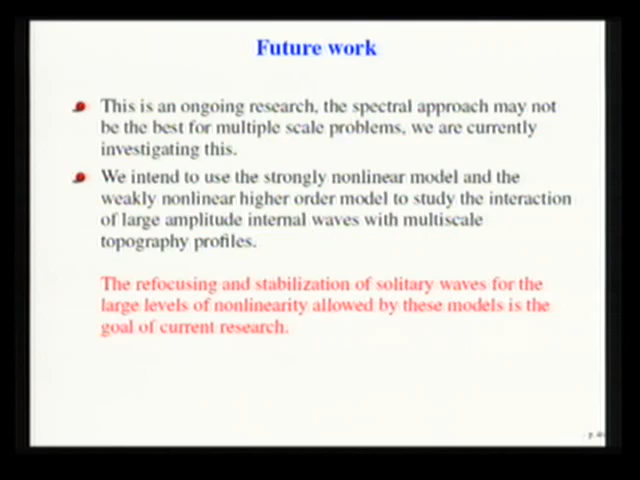 Future work
This is an ongoing research, the spectral approach may not
be the best for multiple scale problems, we are currently
investigating this.
We intend to use the strongly nonlinear model and the
weakly nonlinear higher order model to study the interaction
of large amplitude internal waves with multiscale
topography profiles.
The refocusing and stabilization of solitary waves for the
large levels of nonlinearity allowed by these models is the
goal of current research.